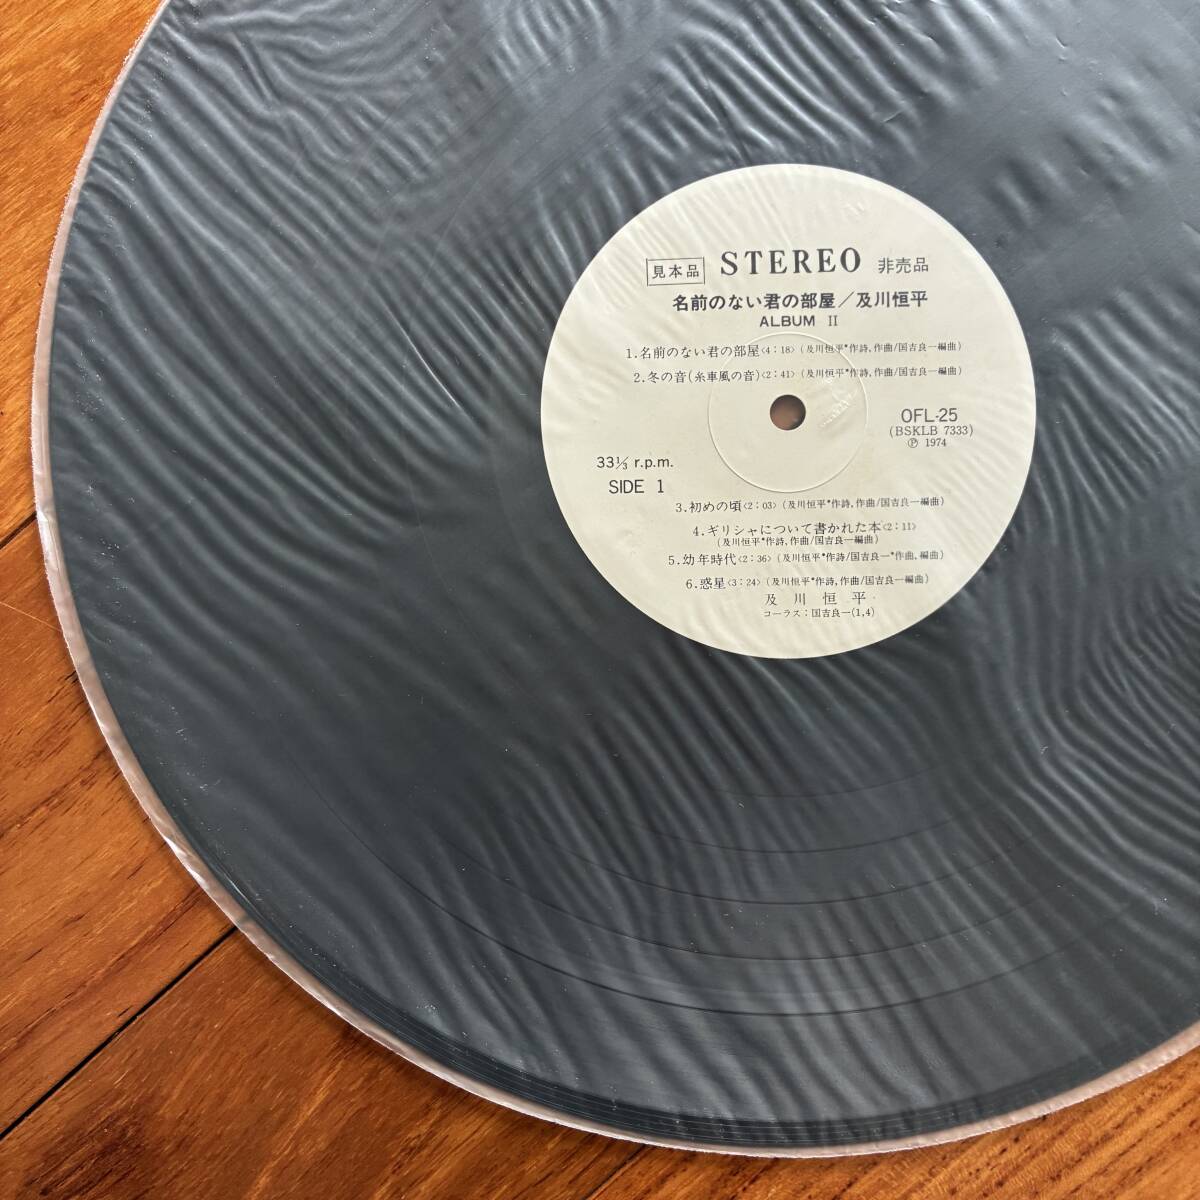 見本品 STEREO 非売品
名前のない君の部屋／及川恒平
ALBUM II
1.名前のない君の部屋〈4:18〉(及川恒平*作詩,作曲/国吉良一編曲)
2.冬の音(糸車風の音)〈2:41〉(及川恒平*作詩,作曲/国吉良一編曲)
OFL-25
(BSKLB 7333)
Ⓟ 1974
33⅓ r.p.m.
SIDE 1
3.初めの頃〈2:03〉(及川恒平*作詩,作曲/国吉良一編曲)
4.ギリシャについて書かれた本〈2:11〉
(及川恒平*作詩,作曲/国吉良一編曲)
5.幼年時代〈2:36〉(及川恒平*作詩/国吉良一*作曲,編曲)
6.惑星〈3:24〉(及川恒平*作詩,作曲/国吉良一編曲)
及川恒平
コーラス:国吉良一(1,4)